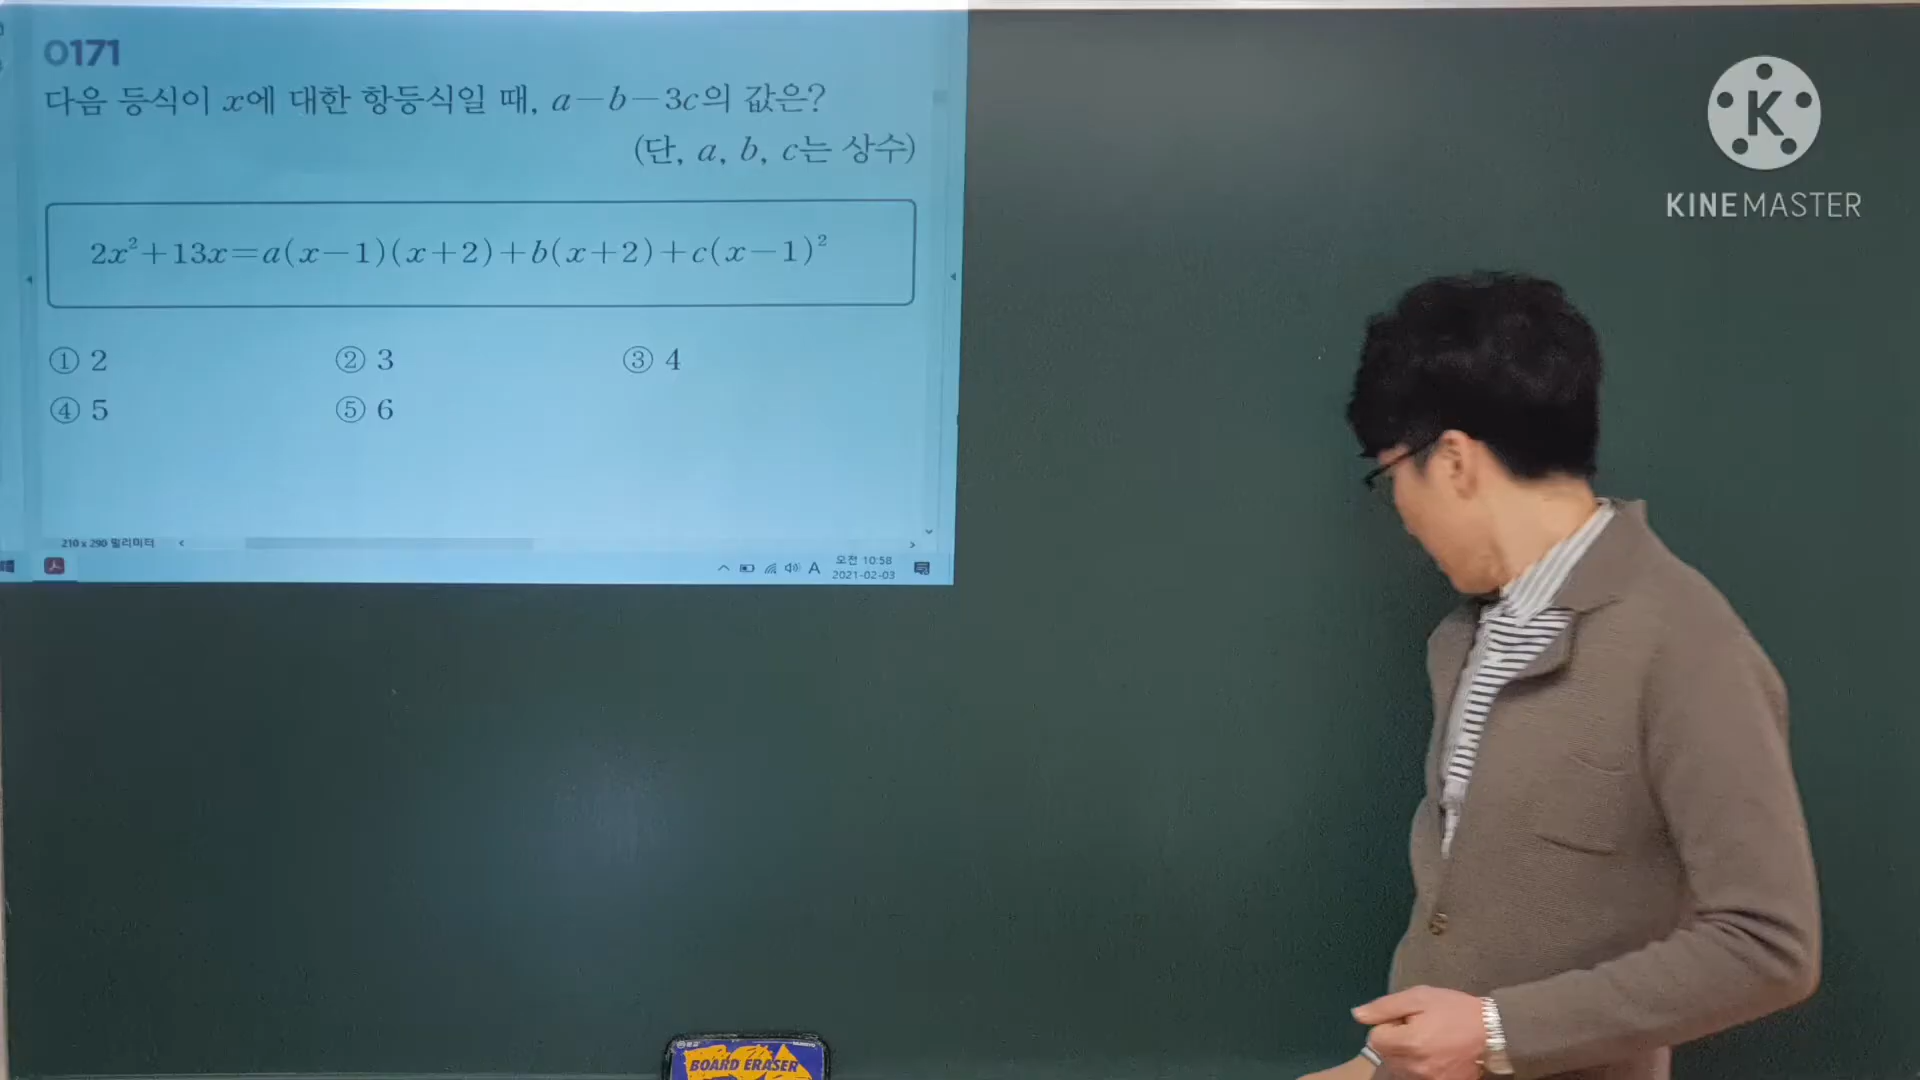 0171
다음 등식이 x에 대한 항등식일 때, a-b-3c의 값은?
(단, a, b, c는 상수)
2x²+13x=a(x-1)(x+2)+b(x+2)+c(x-1)²
① 2 ② 3 ③ 4
④ 5 ⑤ 6
210 x 290 밀리미터
A 오전 10:58
2021-02-03
K
KINEMASTER
BOARD ERASER